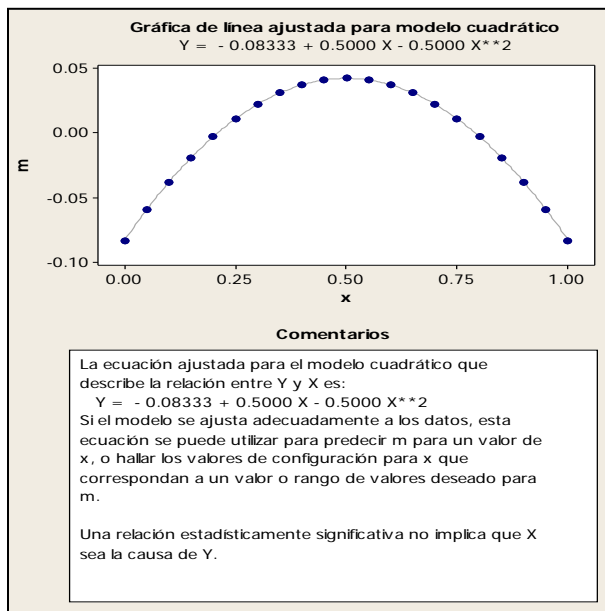 Gráfica de línea ajustada para modelo cuadrático
Y = - 0.08333 + 0.5000 X - 0.5000 X**2
0.05
0.00
-0.05
-0.10
m
0.00 0.25 0.50 0.75 1.00
x
Comentarios
La ecuación ajustada para el modelo cuadrático que
describe la relación entre Y y X es:
Y = - 0.08333 + 0.5000 X - 0.5000 X**2
Si el modelo se ajusta adecuadamente a los datos, esta
ecuación se puede utilizar para predecir m para un valor de
x, o hallar los valores de configuración para x que
correspondan a un valor o rango de valores deseado para
m.
Una relación estadísticamente significativa no implica que X
sea la causa de Y.